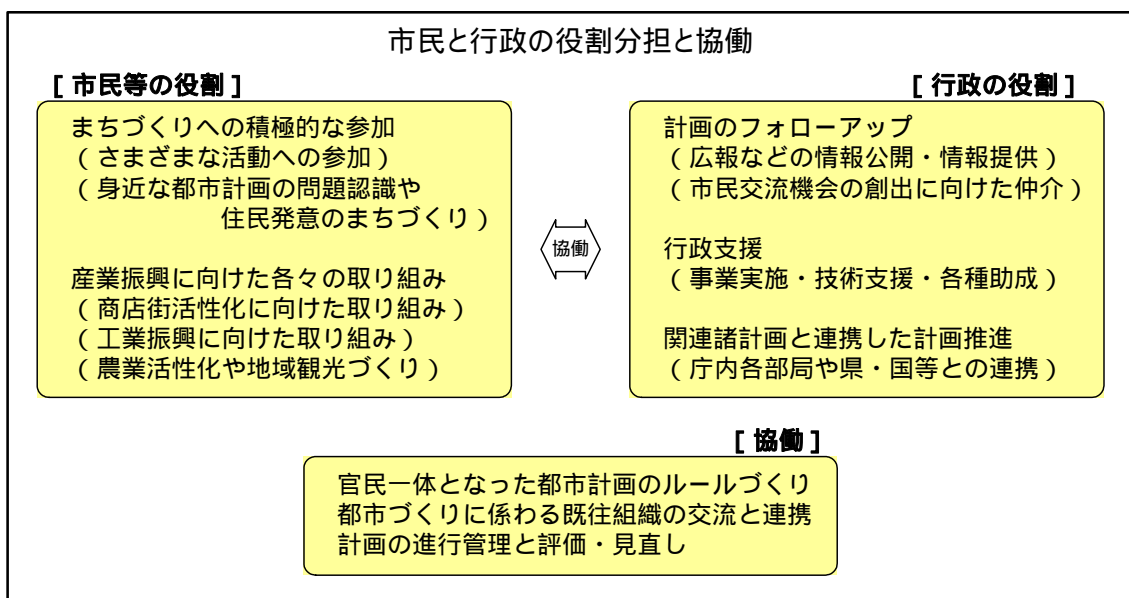 市民と行政の役割分担と協働
[ 市民等の役割 ]
まちづくりへの積極的な参加
( さまざまな活動への参加 )
( 身近な都市計画の問題認識や
住民発意のまちづくり )
産業振興に向けた各々の取り組み
( 商店街活性化に向けた取り組み )
( 工業振興に向けた取り組み )
( 農業活性化や地域観光づくり )
協働
[ 行政の役割 ]
計画のフォローアップ
( 広報などの情報公開・情報提供 )
( 市民交流機会の創出に向けた仲介 )
行政支援
( 事業実施・技術支援・各種助成 )
関連諸計画と連携した計画推進
( 庁内各部局や県・国等との連携 )
[ 協働 ]
官民一体となった都市計画のルールづくり
都市づくりに係わる既往組織の交流と連携
計画の進行管理と評価・見直し